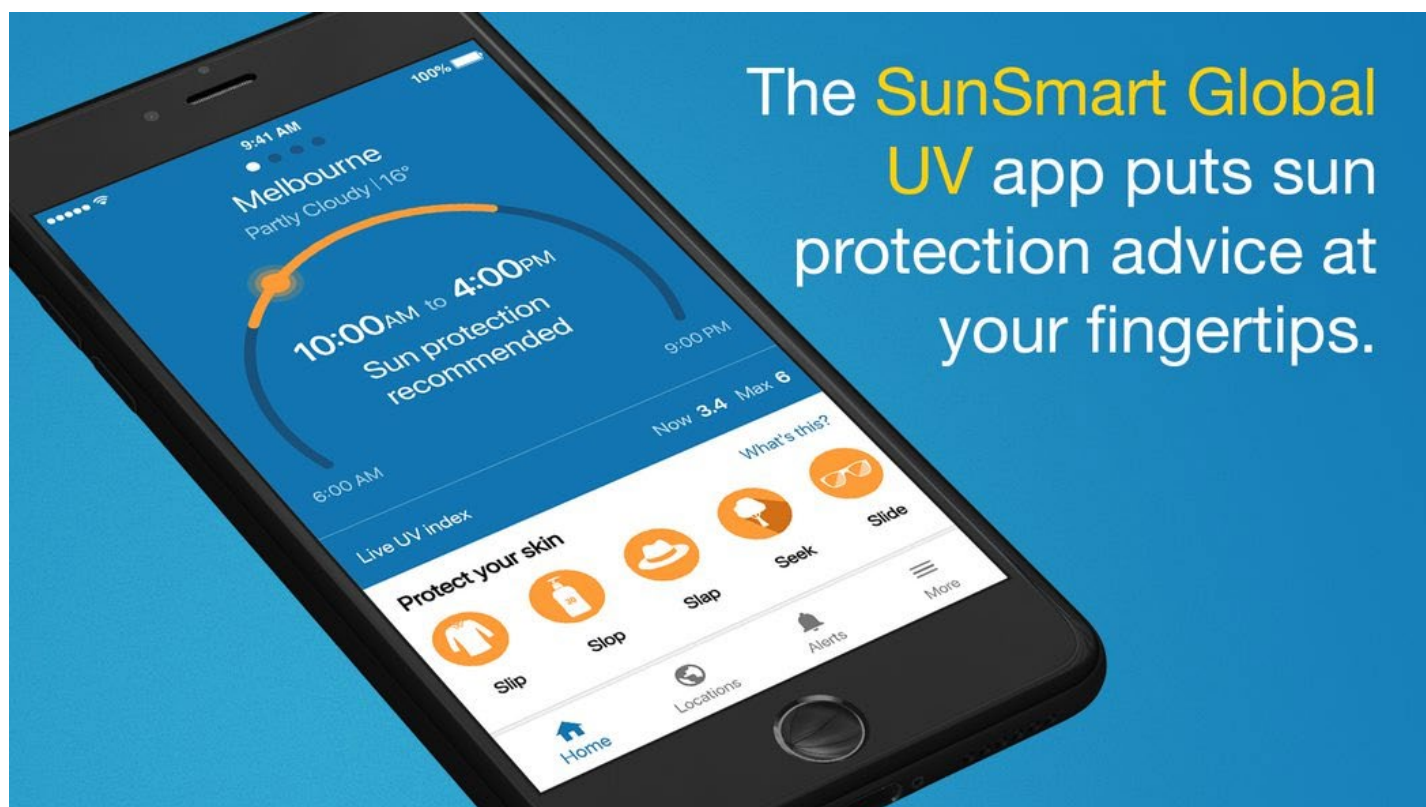 The SunSmart Global
UV app puts sun
protection advice at
your fingertips.
100%
9:41 AM
Melbourne
Partly Cloudy | 16°
10:00AM to 4:00PM
Sun protection
recommended
6:00 AM
9:00 PM
Live UV index
Now 3.4 Max 6
Protect your skin
What's this?
Slip
Slop
Slap
Seek
Slide
Home
Locations
Alerts
More